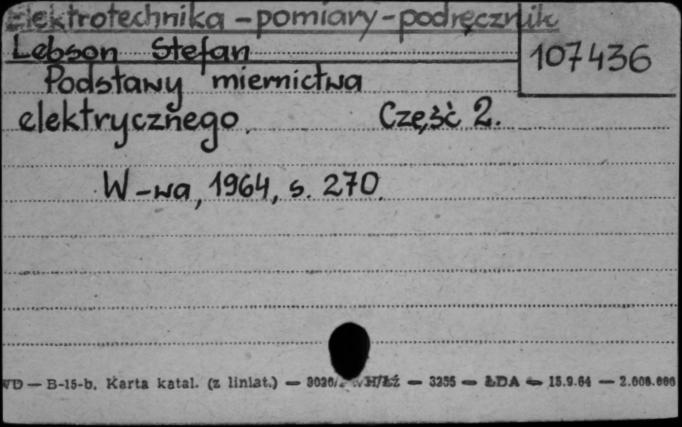 Elektrotechnika - pomiary - podręcznik
Lebson Stefan
107436
Podstawy miernictwa
elektrycznego. Część 2.
W-wa, 1964, s. 270.
WD — B-15-b. Karta katal. (z liniat.) — — 3255 — ŁDA — 15.9.64 — 2.000.000